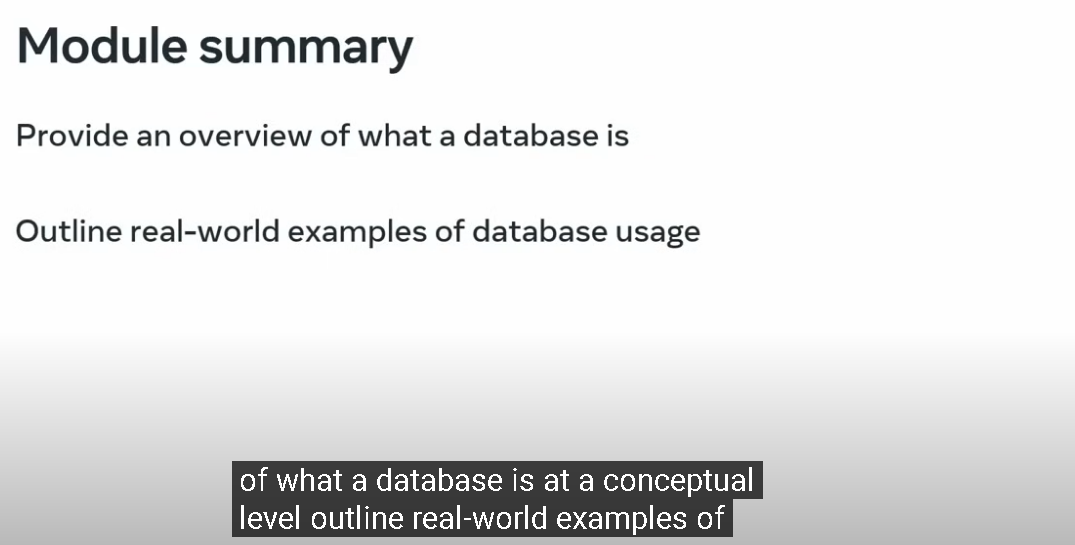 Module summary
Provide an overview of what a database is
Outline real-world examples of database usage
of what a database is at a conceptual
level outline real-world examples of